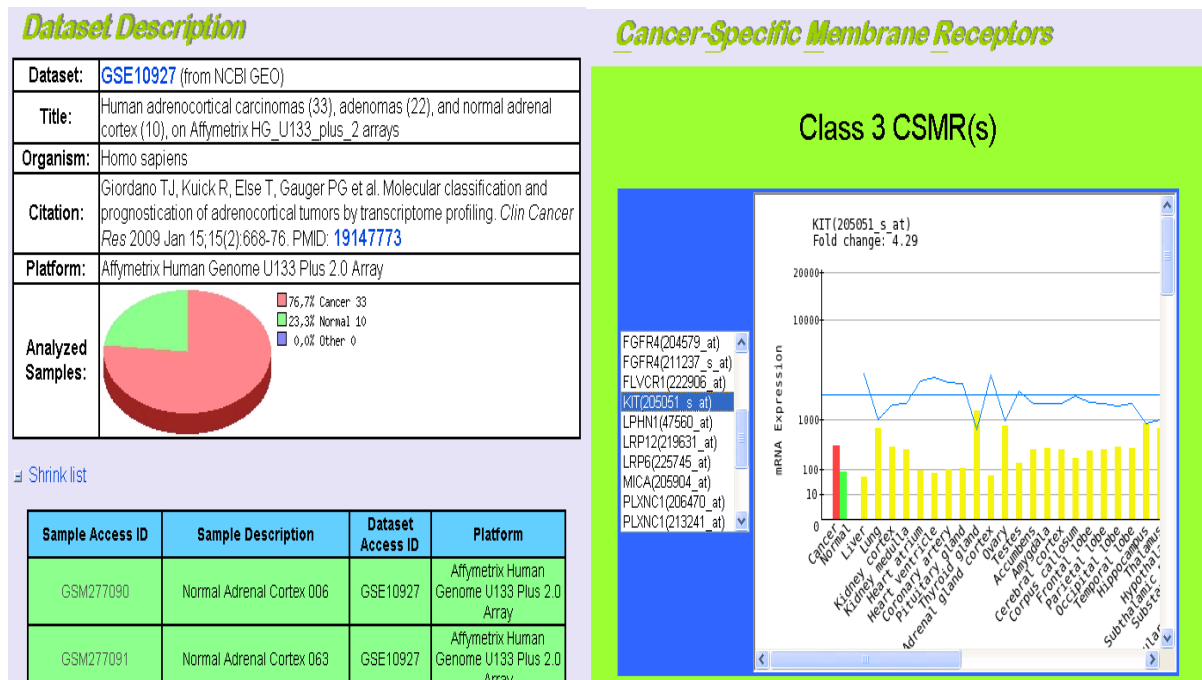 Dataset Description
Dataset: GSE10927 (from NCBI GEO)
Title: Human adrenocortical carcinomas (33), adenomas (22), and normal adrenal
cortex (10), on Affymetrix HG_U133_plus_2 arrays
Organism: Homo sapiens
Citation: Giordano TJ, Kuick R, Else T, Gauger PG et al. Molecular classification and
prognostication of adrenocortical tumors by transcriptome profiling. Clin Cancer
Res 2009 Jan 15;15(2):668-76. PMID: 19147773
Platform: Affymetrix Human Genome U133 Plus 2.0 Array
Analyzed
Samples:
76,7% Cancer 33
23,3% Normal 10
0,0% Other 0
Shrink list
Sample Access ID Sample Description Dataset Access ID Platform
GSM277090 Normal Adrenal Cortex 006 GSE10927 Affymetrix Human
Genome U133 Plus 2.0
Array
GSM277091 Normal Adrenal Cortex 063 GSE10927 Affymetrix Human
Genome U133 Plus 2.0
Array
Cancer-Specific Membrane Receptors
Class 3 CSMR(s)
FGFR4(204579_at)
FGFR4(211237_s_at)
FLVCR1(222906_at)
KIT(205051_s_at)
LPHN1(47560_at)
LRP12(219631_at)
LRP6(225745_at)
MICA(205904_at)
PLXNC1(206470_at)
PLXNC1(213241_at)
KIT(205051_s_at)
Fold change: 4.29
mRNA Expression
20000
10000
1000
100
10
0
Cancer
Normal
Liver
Lung
Kidney cortex
Kidney medulla
Heart atrium
Heart ventricle
Coronary artery
Pituitary gland
Thyroid gland
Adrenal gland cortex
Ovary
Testes
Accumbens
Amygdala
Cerebral cortex
Corpus callosum
Frontal lobe
Parietal lobe
Occipital lobe
Temporal lobe
Hippocampus
Thalamus
Hypothal
Subthalamic
Substa